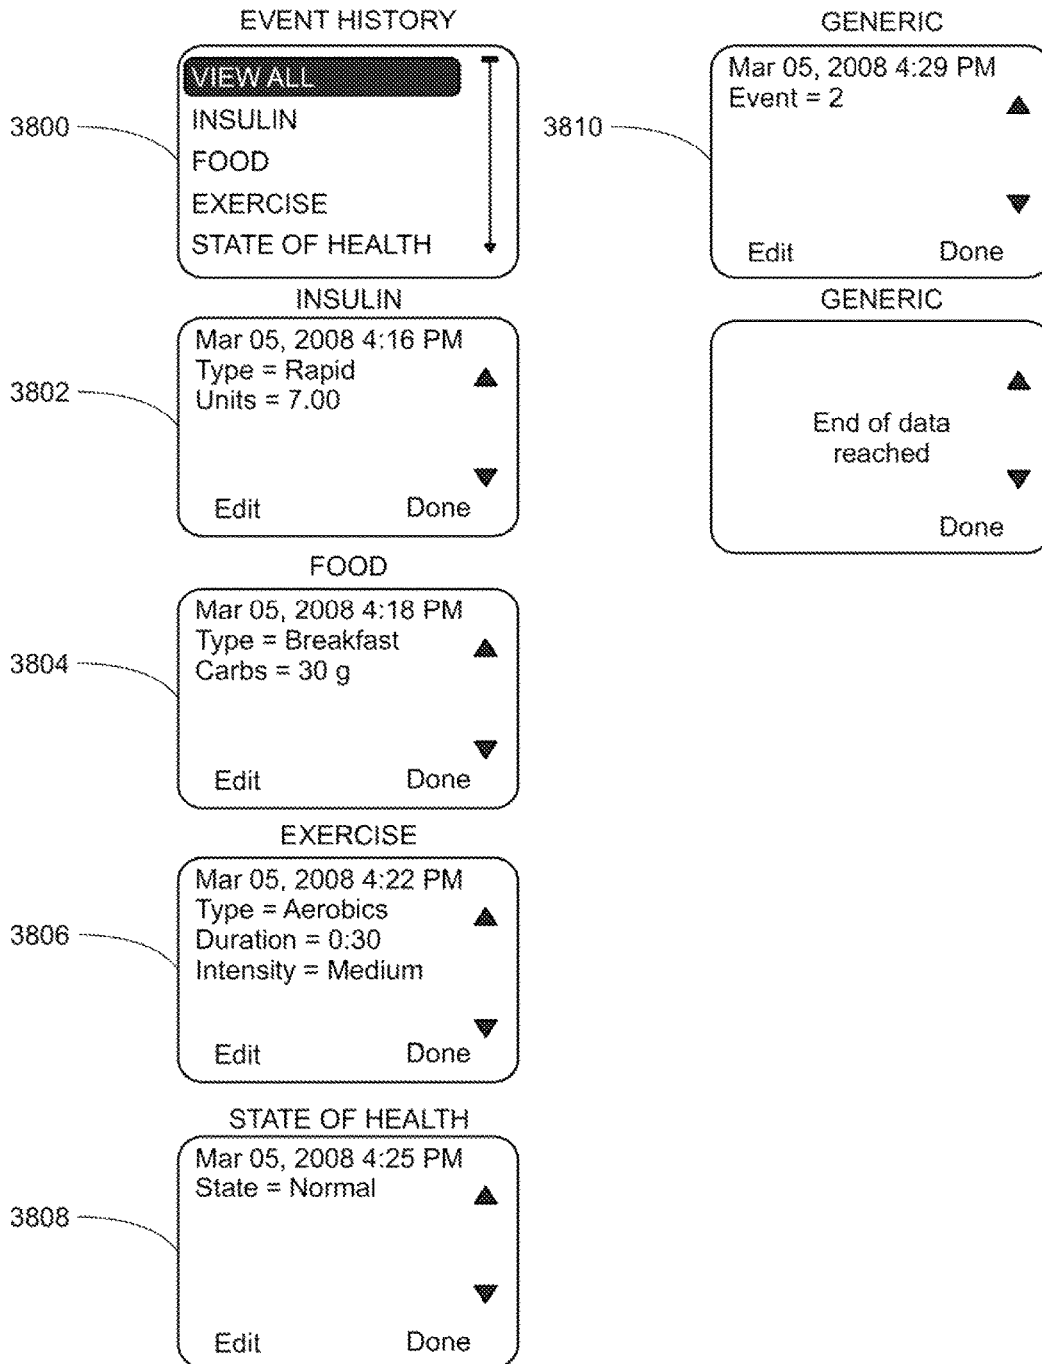 EVENT HISTORY
3800
VIEW ALL
INSULIN
FOOD
EXERCISE
STATE OF HEALTH
INSULIN
3802
Mar 05, 2008 4:16 PM
Type = Rapid
Units = 7.00
Edit Done
FOOD
3804
Mar 05, 2008 4:18 PM
Type = Breakfast
Carbs = 30 g
Edit Done
EXERCISE
3806
Mar 05, 2008 4:22 PM
Type = Aerobics
Duration = 0:30
Intensity = Medium
Edit Done
STATE OF HEALTH
3808
Mar 05, 2008 4:25 PM
State = Normal
Edit Done
GENERIC
3810
Mar 05, 2008 4:29 PM
Event = 2
Edit Done
GENERIC
End of data
reached
Done